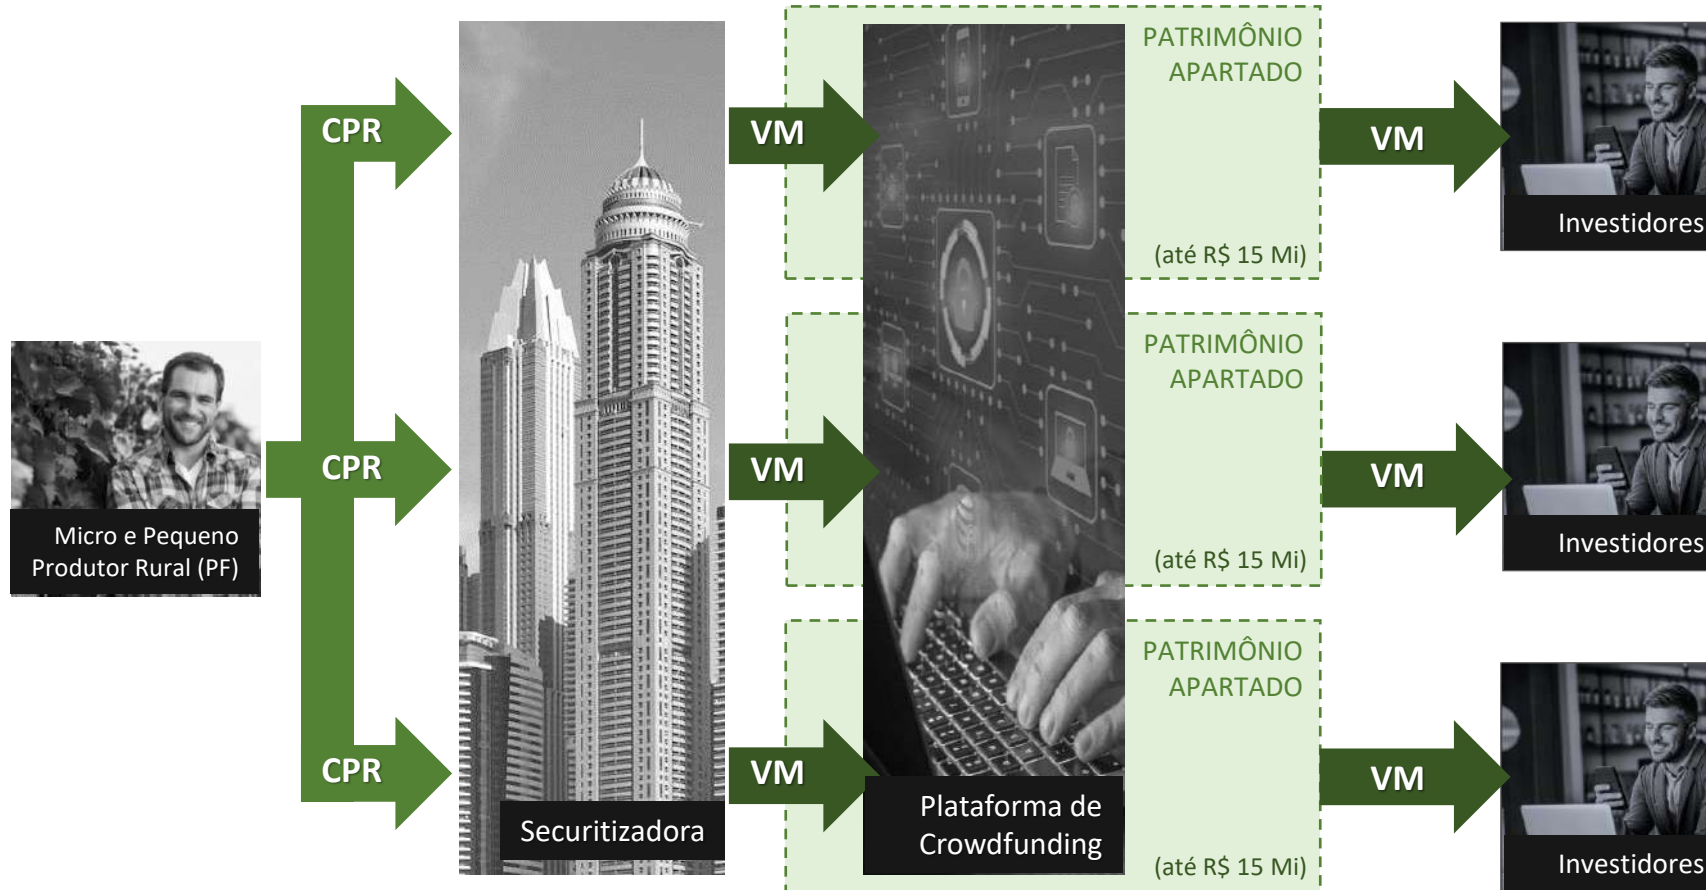 PATRIMÔNIO
APARTADO
CPR
VM
VM
(até R$ 15 Mi)
Investidores
PATRIMÔNIO
APARTADO
CPR
VM
VM
Micro e Pequeno
Produtor Rural (PF)
(até R$ 15 Mi)
Investidores
PATRIMÔNIO
APARTADO
CPR
VM
VM
Securitizadora
Plataforma de
Crowdfunding
(até R$ 15 Mi)
Investidores